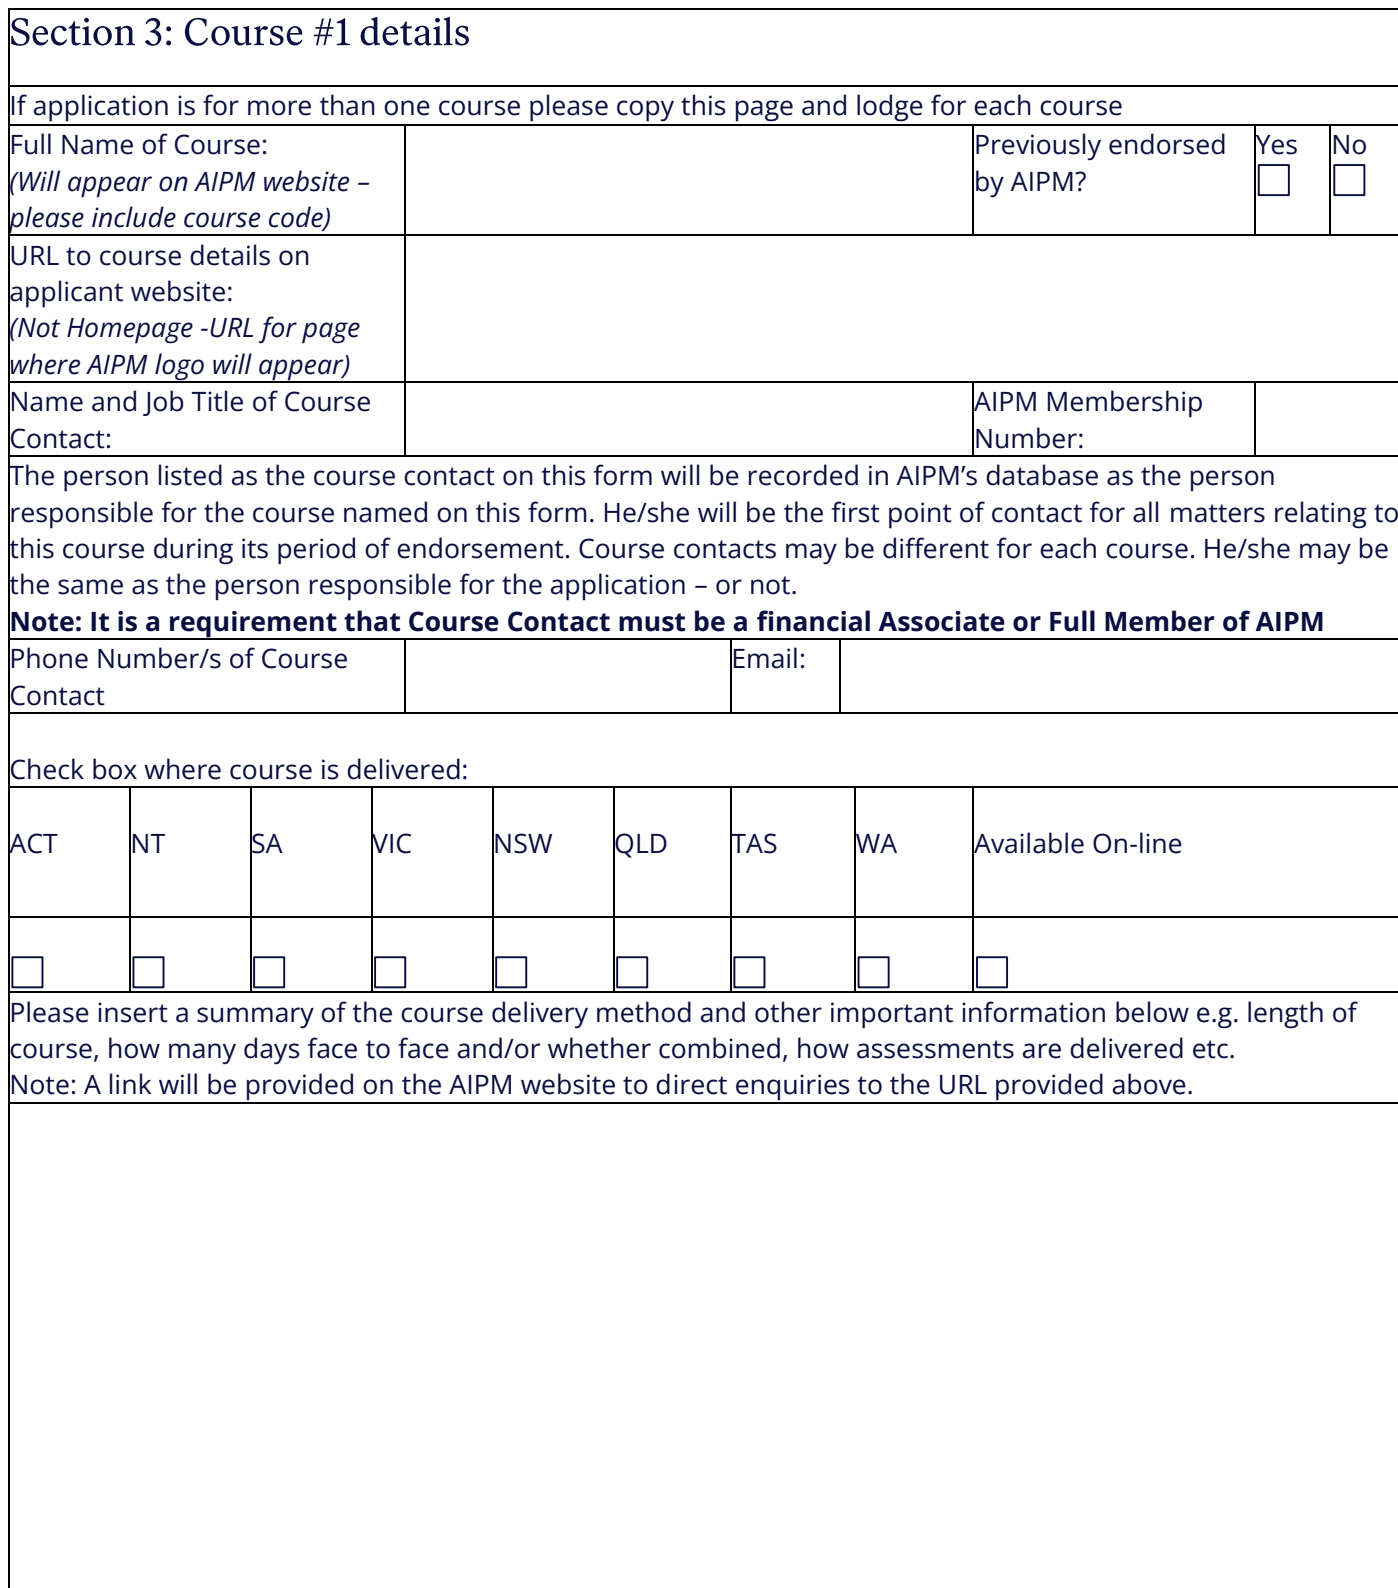 Section 3: Course #1 details
If application is for more than one course please copy this page and lodge for each course
Full Name of Course:
(Will appear on AIPM website –
please include course code)
Previously endorsed
by AIPM?
Yes
No
URL to course details on
applicant website:
(Not Homepage -URL for page
where AIPM logo will appear)
Name and Job Title of Course
Contact:
AIPM Membership
Number:
The person listed as the course contact on this form will be recorded in AIPM’s database as the person
responsible for the course named on this form. He/she will be the first point of contact for all matters relating to
this course during its period of endorsement. Course contacts may be different for each course. He/she may be
the same as the person responsible for the application – or not.
Note: It is a requirement that Course Contact must be a financial Associate or Full Member of AIPM
Phone Number/s of Course
Contact
Email:
Check box where course is delivered:
ACT NT SA VIC NSW QLD TAS WA Available On-line
Please insert a summary of the course delivery method and other important information below e.g. length of
course, how many days face to face and/or whether combined, how assessments are delivered etc.
Note: A link will be provided on the AIPM website to direct enquiries to the URL provided above.